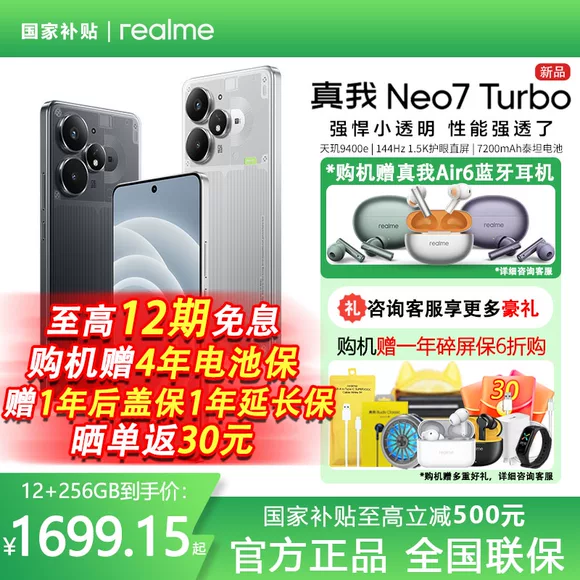 国家补贴 | realme
新品
真我 Neo7 Turbo
强悍小透明 性能强透了
天玑9400e | 144Hz 1.5K护眼直屏 | 7200mAh泰坦电池
*购机赠真我Air6蓝牙耳机
realme
*详细咨询客服
礼 咨询客服享更多豪礼
购机赠一年碎屏保6折购
30
realme
*购机赠多重好礼，详细咨询客服
至高12期免息
购机赠4年电池保
赠1年后盖保1年延长保
晒单返30元
12+256GB到手价：
¥1699.15起
国家补贴至高立减500元
官方正品 全国联保